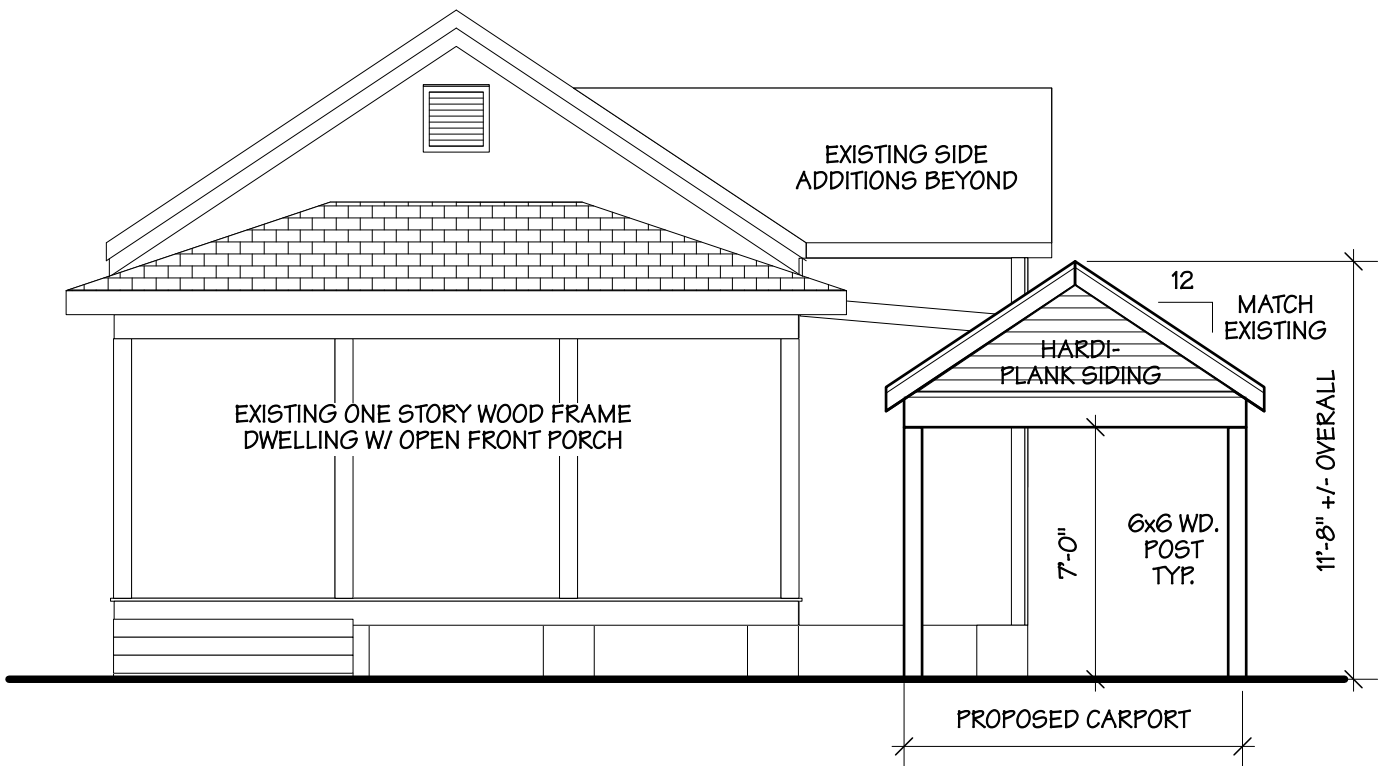 EXISTING SIDE
ADDITIONS BEYOND
12
MATCH
EXISTING
HARDI-
PLANK SIDING
EXISTING ONE STORY WOOD FRAME
DWELLING W/ OPEN FRONT PORCH
11'-8" +/- OVERALL
7'-0"
6x6 WD.
POST
TYP.
PROPOSED CARPORT